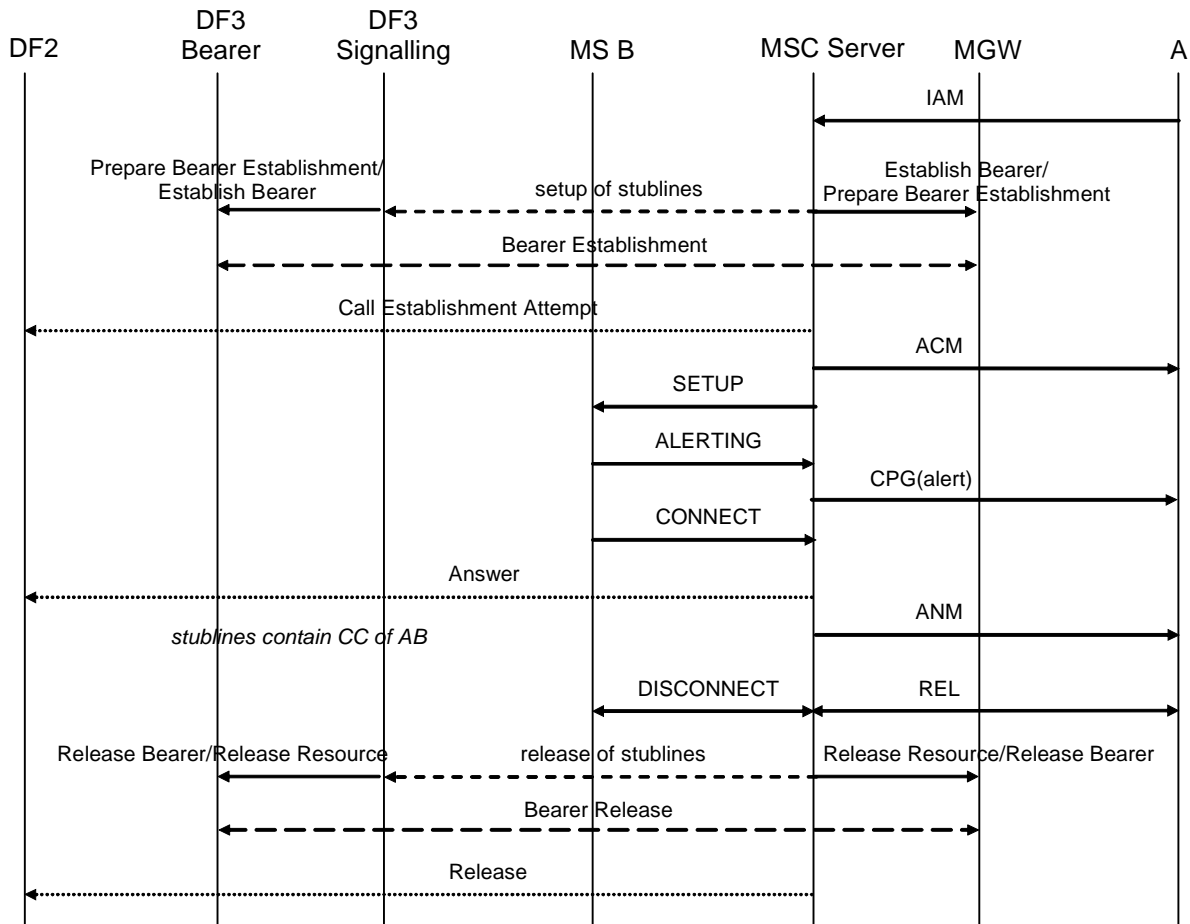 DF3
DF3
DF2
Bearer
Signalling
MS B
MSC Server
MGW
A
IAM
Prepare Bearer Establishment/
Establish Bearer
setup of stublines
Establish Bearer/
Prepare Bearer Establishment
Bearer Establishment
Call Establishment Attempt
ACM
SETUP
ALERTING
CPG(alert)
CONNECT
Answer
ANM
stublines contain CC of AB
DISCONNECT
REL
Release Bearer/Release Resource
release of stublines
Release Resource/Release Bearer
Bearer Release
Release